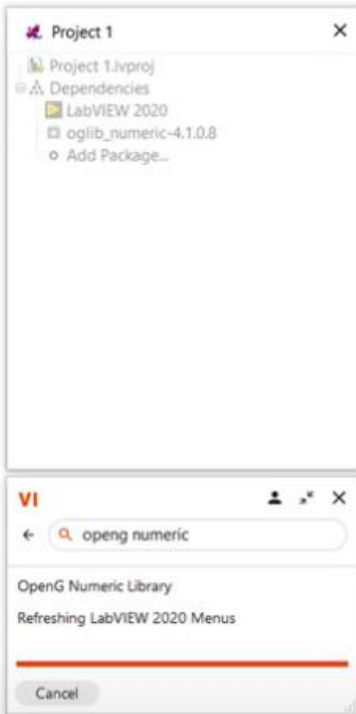 Project 1
Project 1.lvproj
Dependencies
LabVIEW 2020
oglib_numeric-4.1.0.8
Add Package...
VI
openg numeric
OpenG Numeric Library
Refreshing LabVIEW 2020 Menus
Cancel